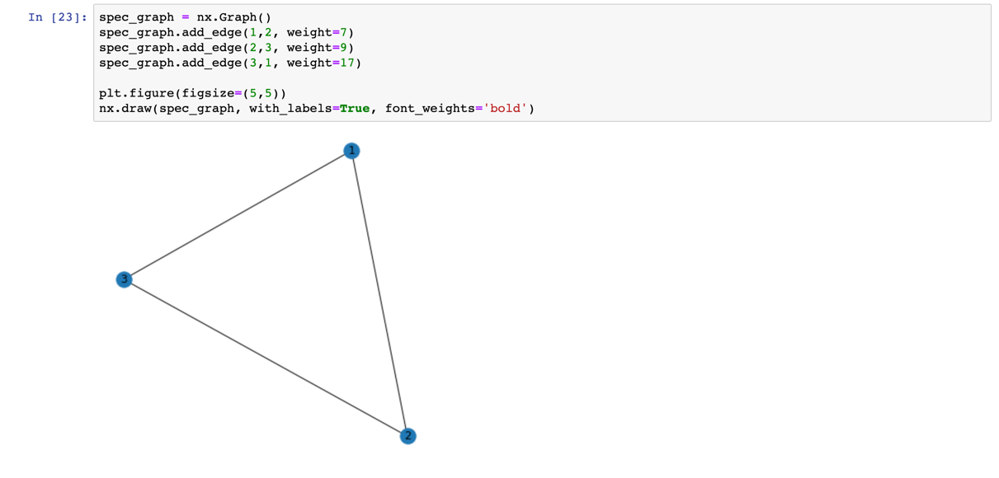 In [23]: spec_graph = nx.Graph()
spec_graph.add_edge(1,2, weight=7)
spec_graph.add_edge(2,3, weight=9)
spec_graph.add_edge(3,1, weight=17)
plt.figure(figsize=(5,5))
nx.draw(spec_graph, with_labels=True, font_weights='bold')
1
3
2